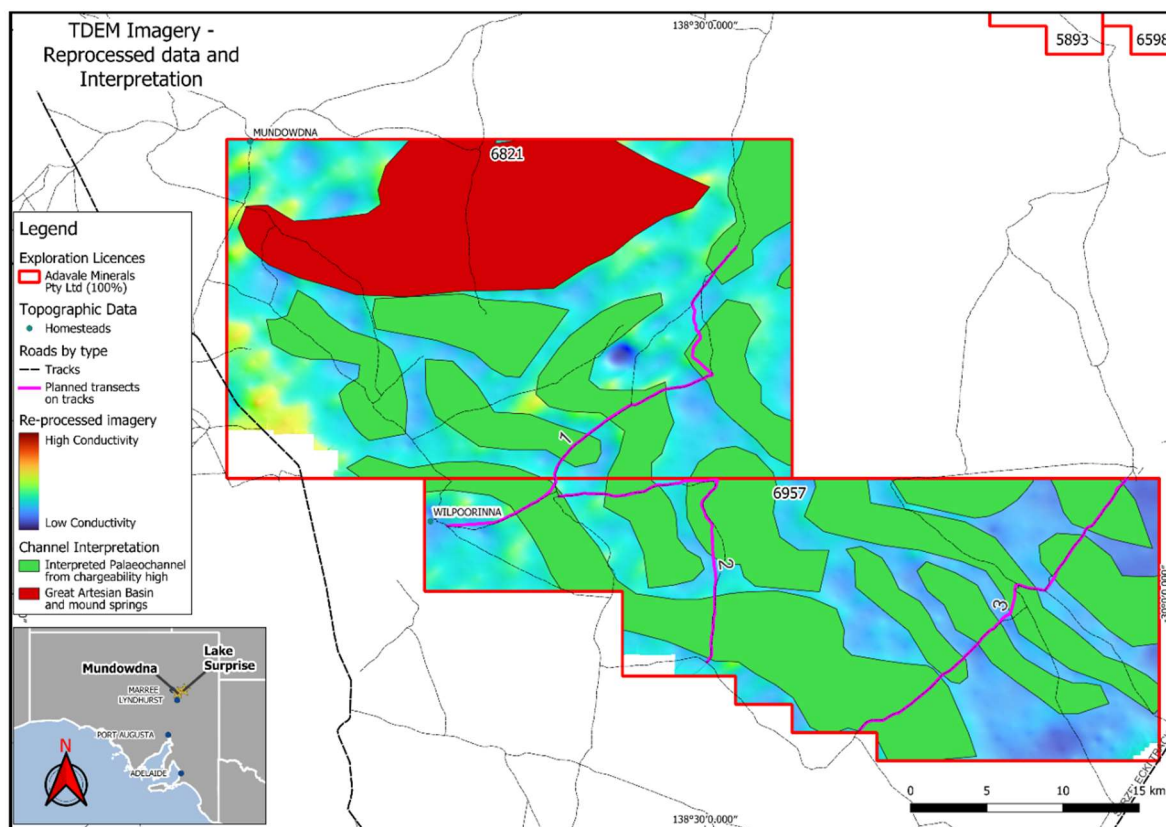 TDEM Imagery -
Reprocessed data and
Interpretation
138°30'0.000"
5893
6598
MUNDOWDNA
6821
Legend
Exploration Licences
Adavale Minerals
Pty Ltd (100%)
Topographic Data
Homesteads
Roads by type
Tracks
Planned transects
on tracks
Re-processed imagery
High Conductivity
Low Conductivity
Channel Interpretation
Interpreted Palaeochannel
from chargeability high
Great Artesian Basin
and mound springs
1
6957
WILPOORINNA
2
3
Mundowdna
Lake
Surprise
MARREE
LYNDHURST
PORT AUGUSTA
ADELAIDE
N
0 5 10 15 km
138°30'0.000"